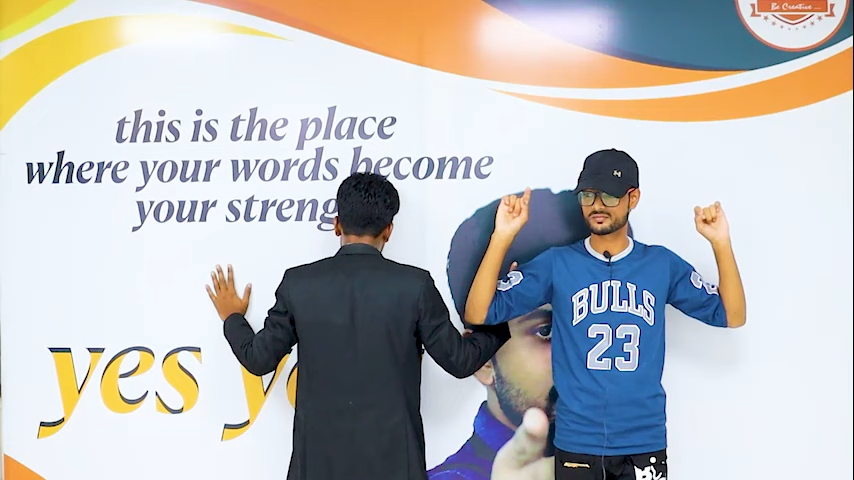 Be Creative ...
this is the place
where your words become
your streng
yes y
BULLS
23